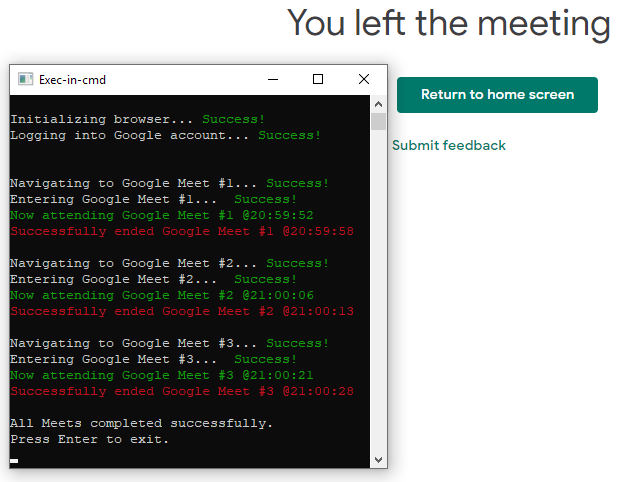 You left the meeting
Exec-in-cmd
Return to home screen
Submit feedback
Initializing browser... Success!
Logging into Google account... Success!
Navigating to Google Meet #1... Success!
Entering Google Meet #1...  Success!
Now attending Google Meet #1 @20:59:52
Successfully ended Google Meet #1 @20:59:58
Navigating to Google Meet #2... Success!
Entering Google Meet #2...  Success!
Now attending Google Meet #2 @21:00:06
Successfully ended Google Meet #2 @21:00:13
Navigating to Google Meet #3... Success!
Entering Google Meet #3...  Success!
Now attending Google Meet #3 @21:00:21
Successfully ended Google Meet #3 @21:00:28
All Meets completed successfully.
Press Enter to exit.